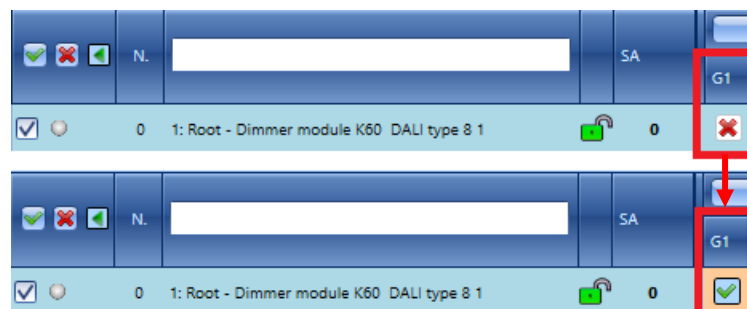 N. SA G1
0 1: Root - Dimmer module K60 DALI type 8 1 0
N. SA G1
0 1: Root - Dimmer module K60 DALI type 8 1 0